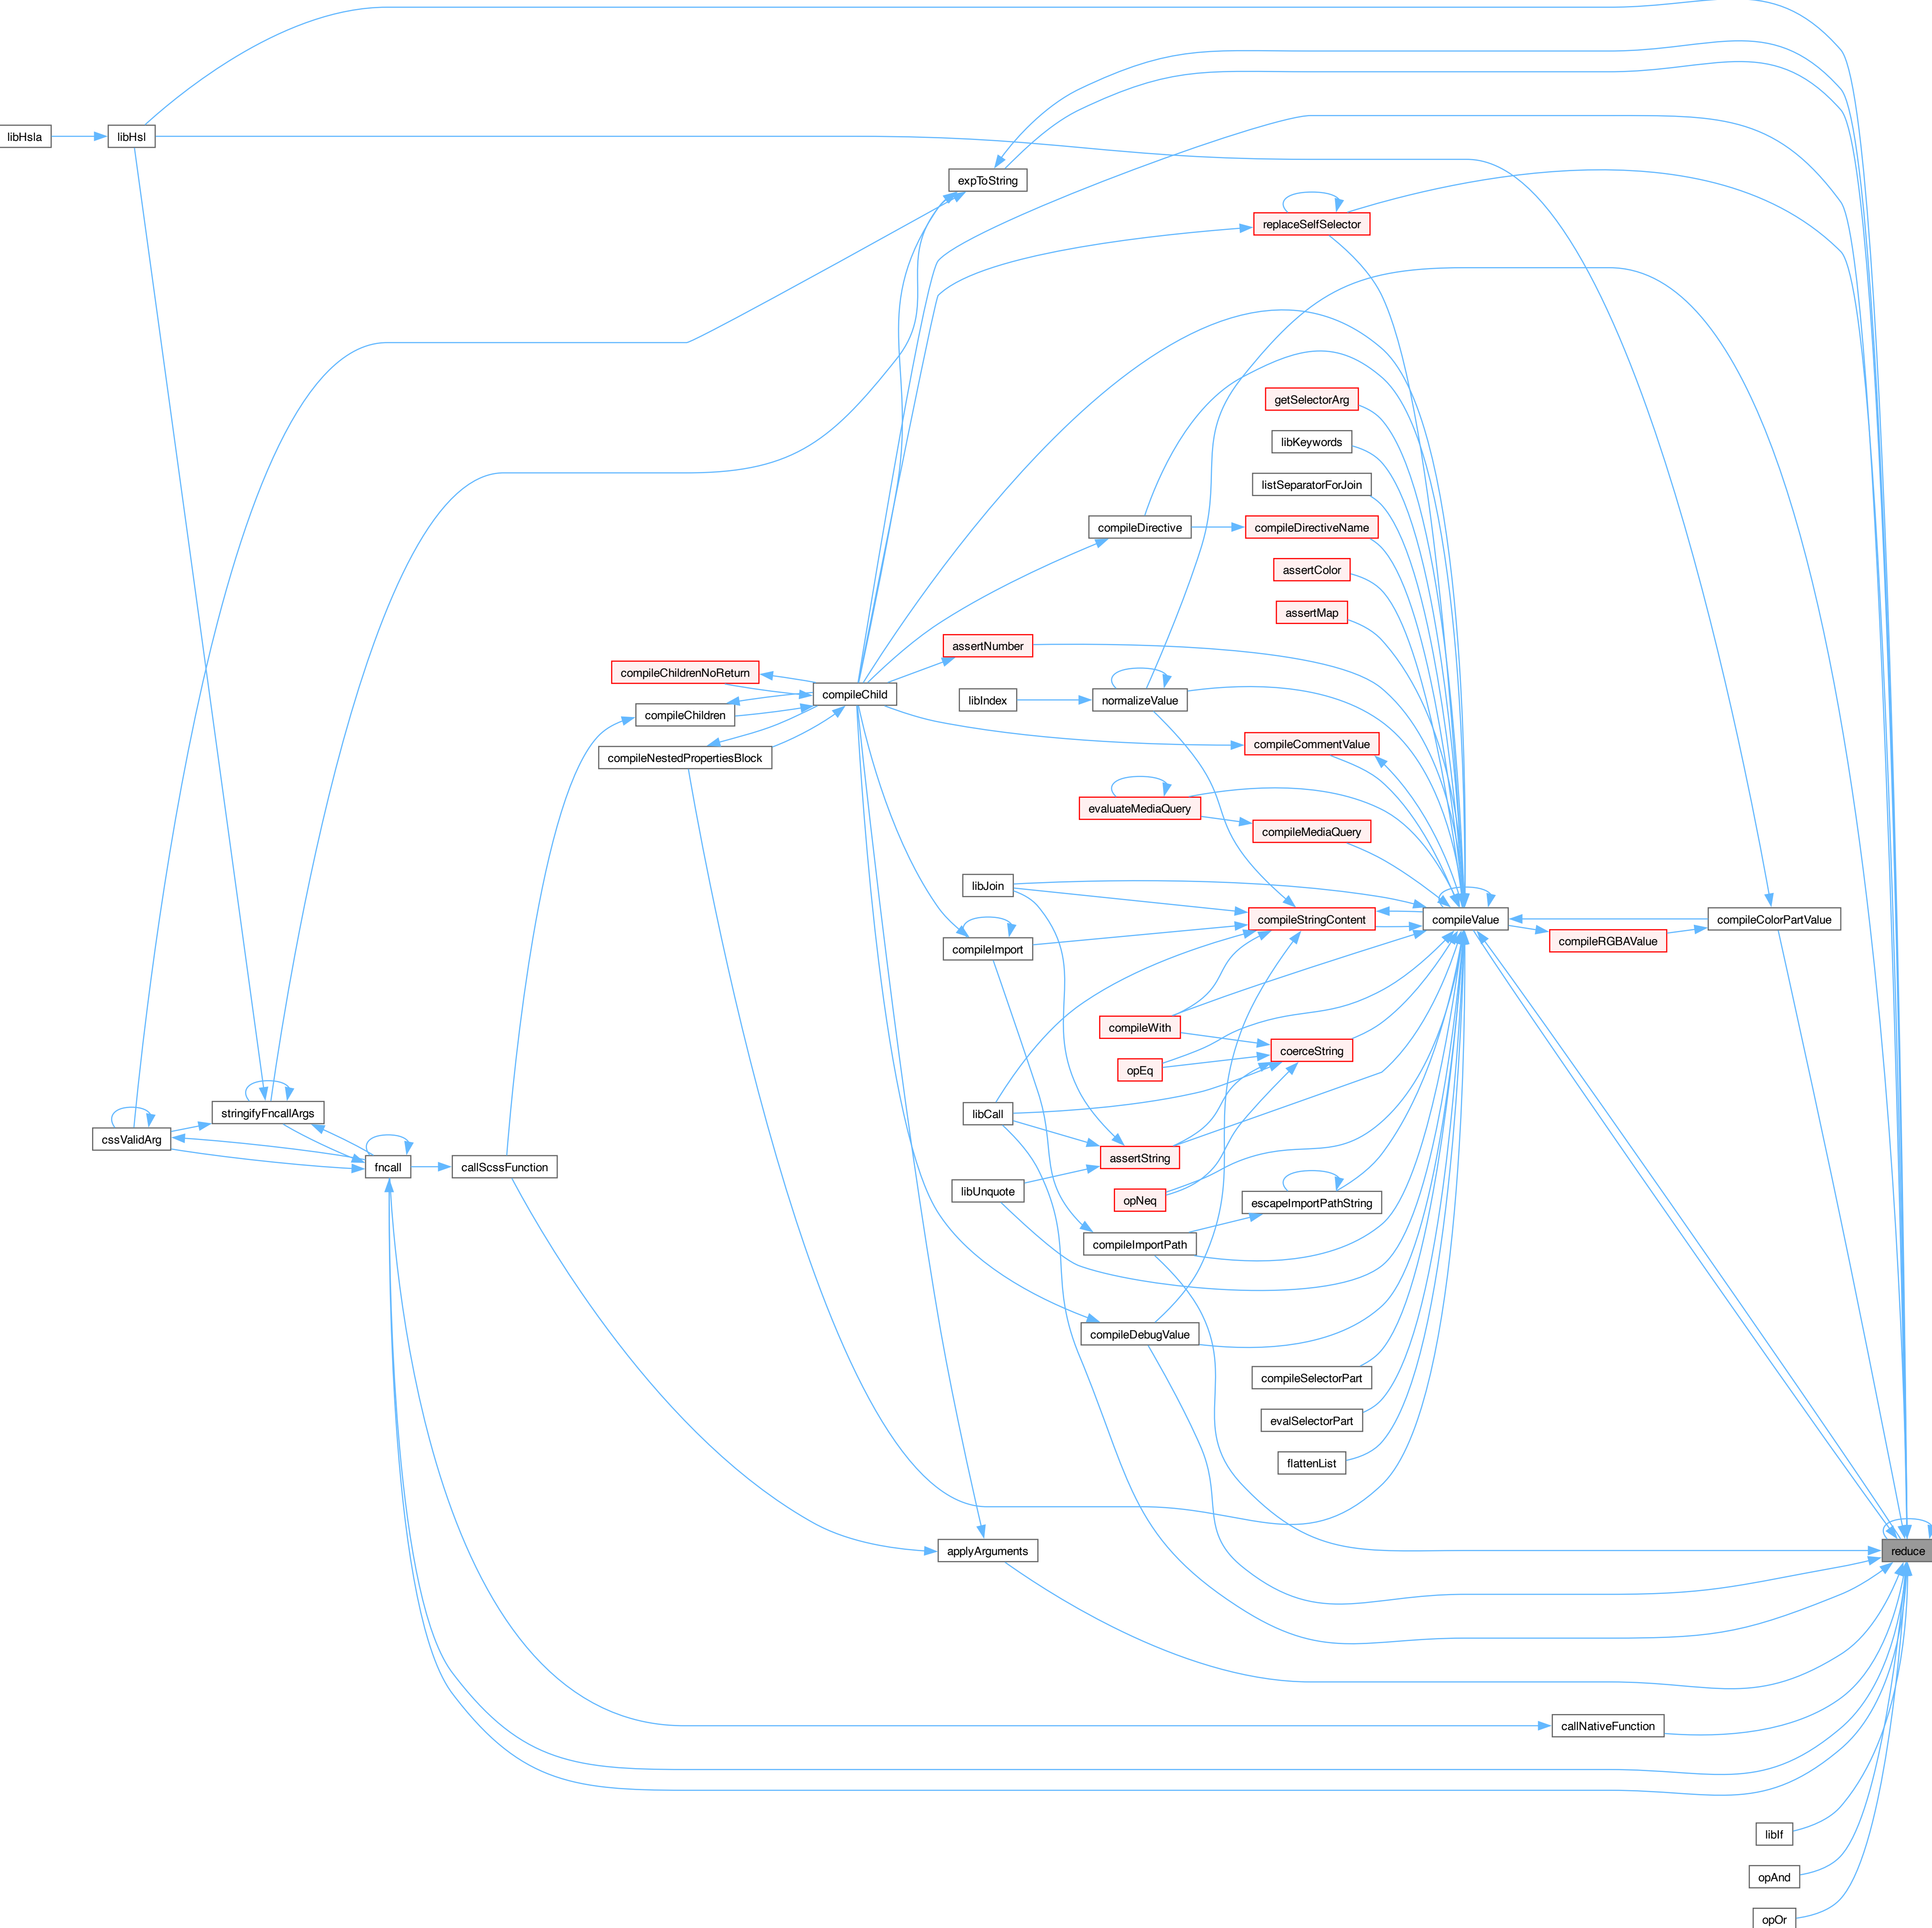 libHsla
libHsl
expToString
replaceSelfSelector
getSelectorArg
libKeywords
listSeparatorForJoin
compileDirective
compileDirectiveName
assertColor
assertMap
assertNumber
compileChildrenNoReturn
compileChild
libIndex
normalizeValue
compileChildren
compileCommentValue
compileNestedPropertiesBlock
evaluateMediaQuery
compileMediaQuery
libJoin
compileStringContent
compileValue
compileColorPartValue
compileRGBAValue
compileImport
compileWith
coerceString
opEq
stringifyFncallArgs
libCall
cssValidArg
assertString
fncall
callScssFunction
libUnquote
opNeq
escapeImportPathString
compileImportPath
compileDebugValue
compileSelectorPart
evalSelectorPart
flattenList
applyArguments
reduce
callNativeFunction
libIf
opAnd
opOr